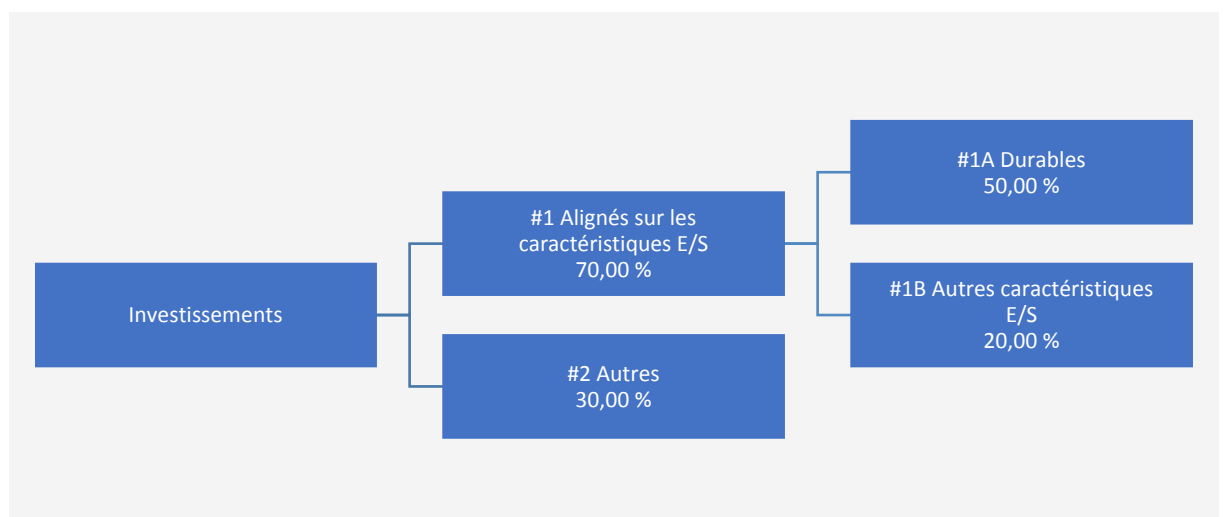 Investissements
#1 Alignés sur les
caractéristiques E/S
70,00 %
#2 Autres
30,00 %
#1A Durables
50,00 %
#1B Autres caractéristiques
E/S
20,00 %